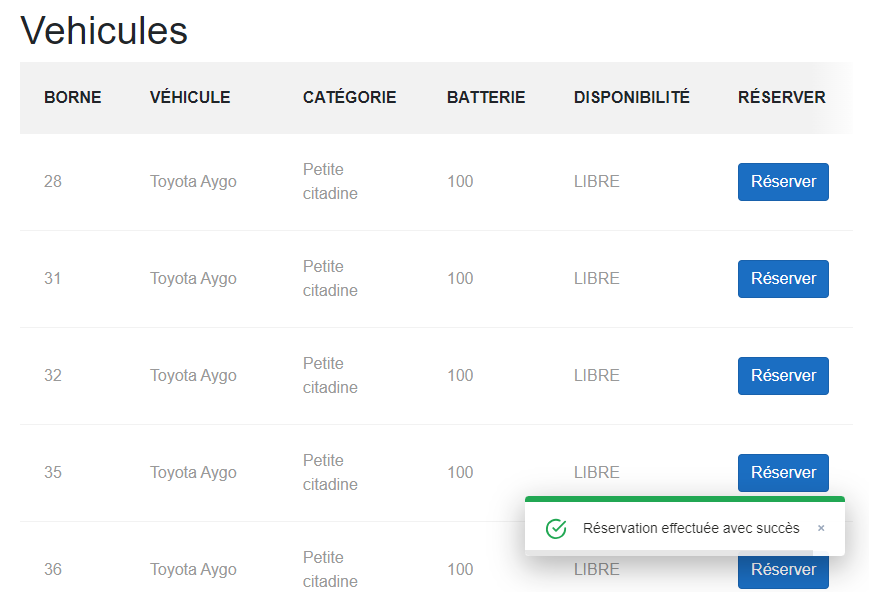 Vehicules
BORNE VÉHICULE CATÉGORIE BATTERIE DISPONIBILITÉ RÉSERVER
28 Toyota Aygo Petite citadine 100 LIBRE Réserver
31 Toyota Aygo Petite citadine 100 LIBRE Réserver
32 Toyota Aygo Petite citadine 100 LIBRE Réserver
35 Toyota Aygo Petite citadine 100 LIBRE Réserver
Réservation effectuée avec succès ×
36 Toyota Aygo Petite citadine 100 LIBRE Réserver